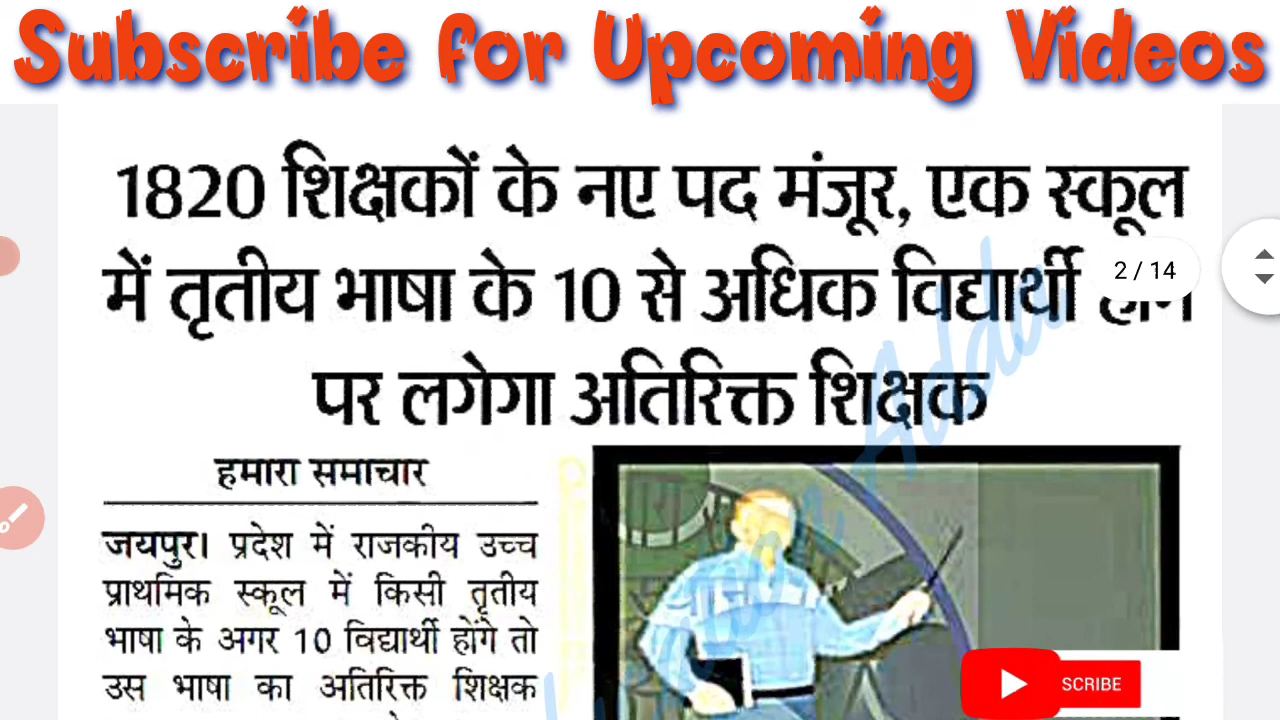 Subscribe for Upcoming Videos
1820 शिक्षकों के नए पद मंजूर, एक स्कूल
में तृतीय भाषा के 10 से अधिक विद्यार्थी
2 / 14
पर लगेगा अतिरिक्त शिक्षक
हमारा समाचार
जयपुर। प्रदेश में राजकीय उच्च
प्राथमिक स्कूल में किसी तृतीय
भाषा के अगर 10 विद्यार्थी होंगे तो
उस भाषा का अतिरिक्त शिक्षक
SCRIBE